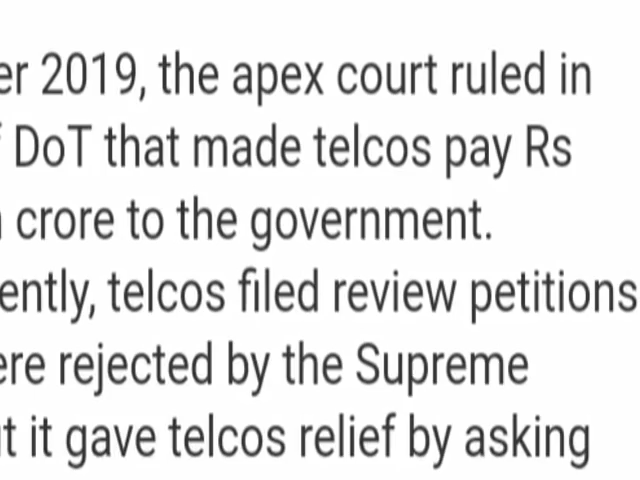 er 2019, the apex court ruled in
DoT that made telcos pay Rs
crore to the government.
ently, telcos filed review petitions
ere rejected by the Supreme
t it gave telcos relief by asking